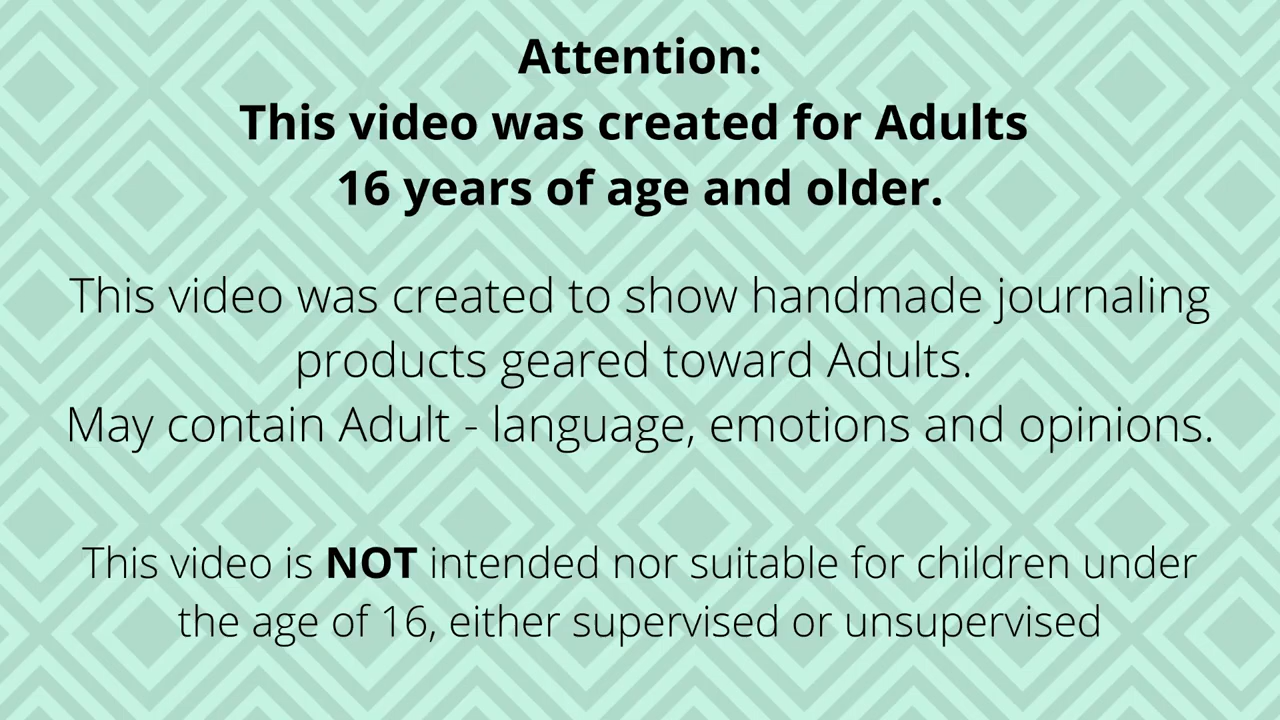 Attention:
This video was created for Adults
16 years of age and older.
This video was created to show handmade journaling
products geared toward Adults.
May contain Adult - language, emotions and opinions.
This video is NOT intended nor suitable for children under
the age of 16, either supervised or unsupervised